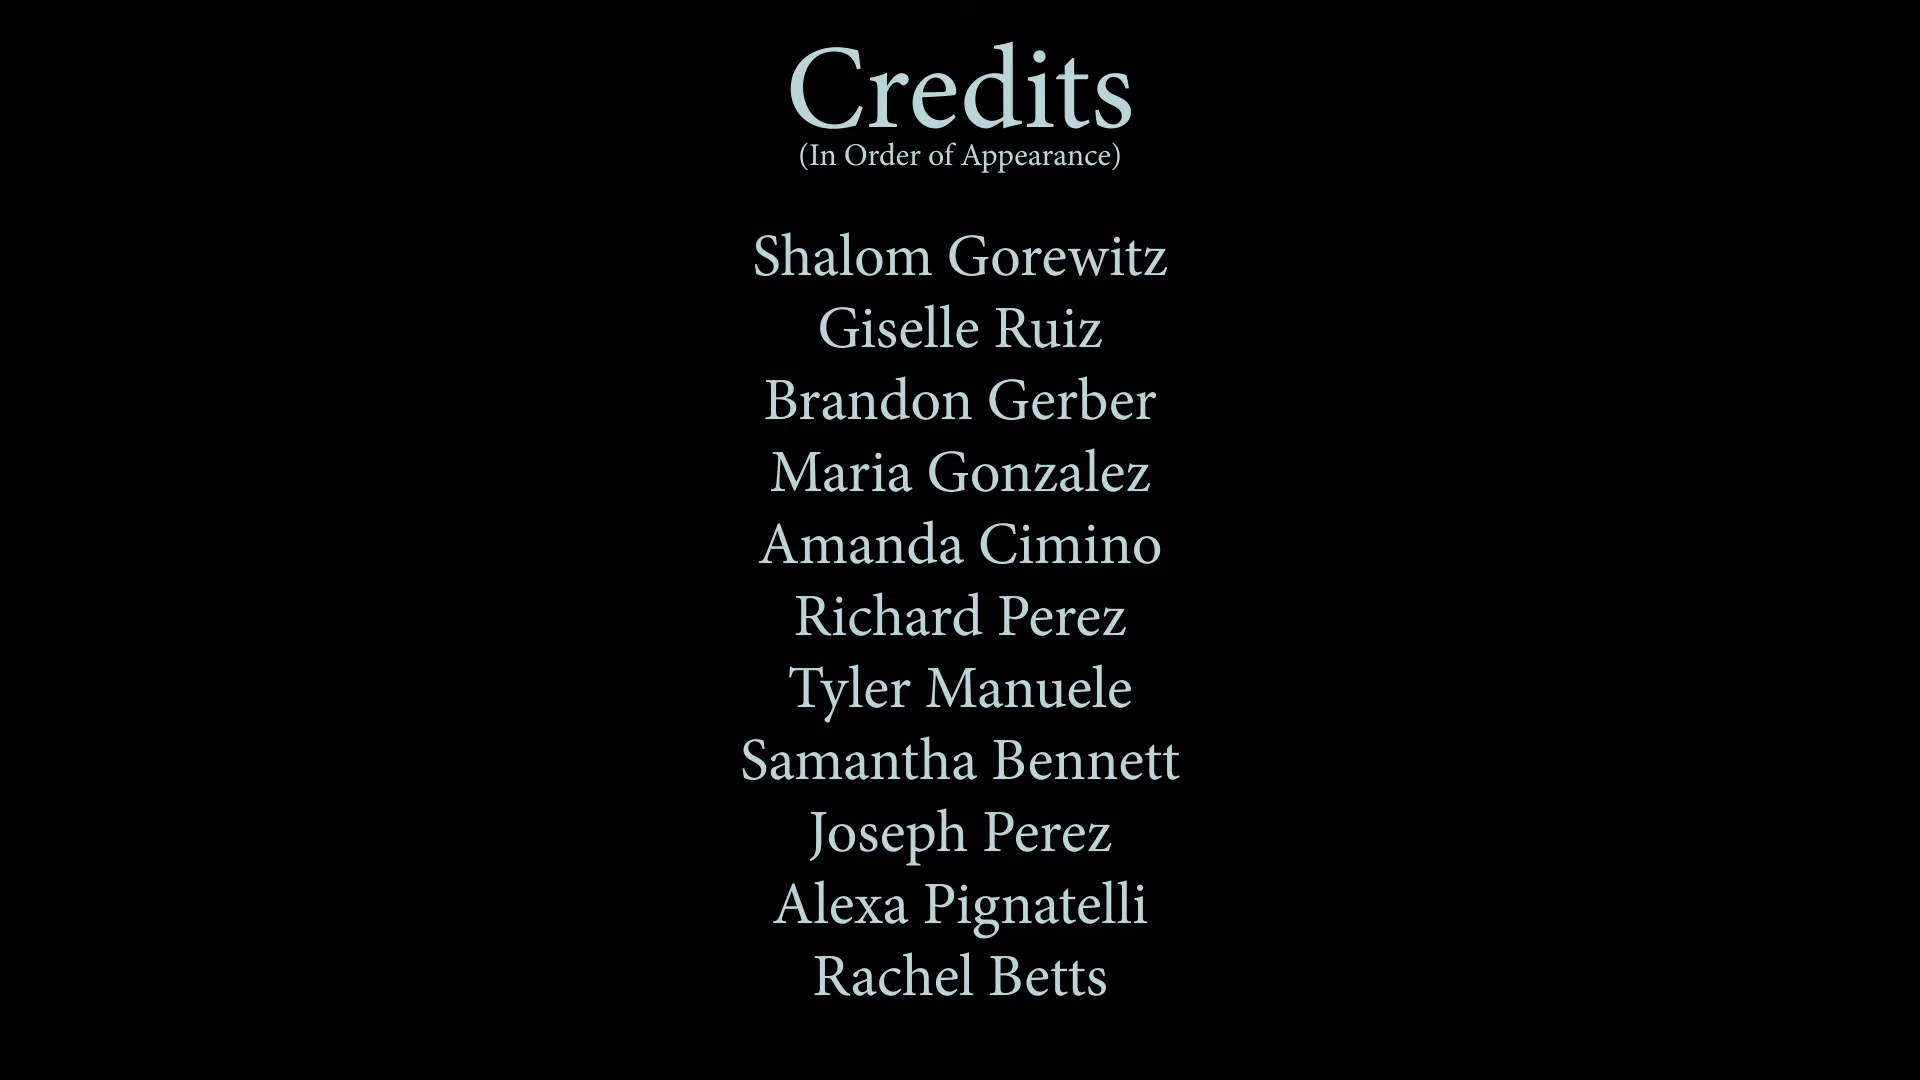 Credits
(In Order of Appearance)
Shalom Gorewitz
Giselle Ruiz
Brandon Gerber
Maria Gonzalez
Amanda Cimino
Richard Perez
Tyler Manuele
Samantha Bennett
Joseph Perez
Alexa Pignatelli
Rachel Betts